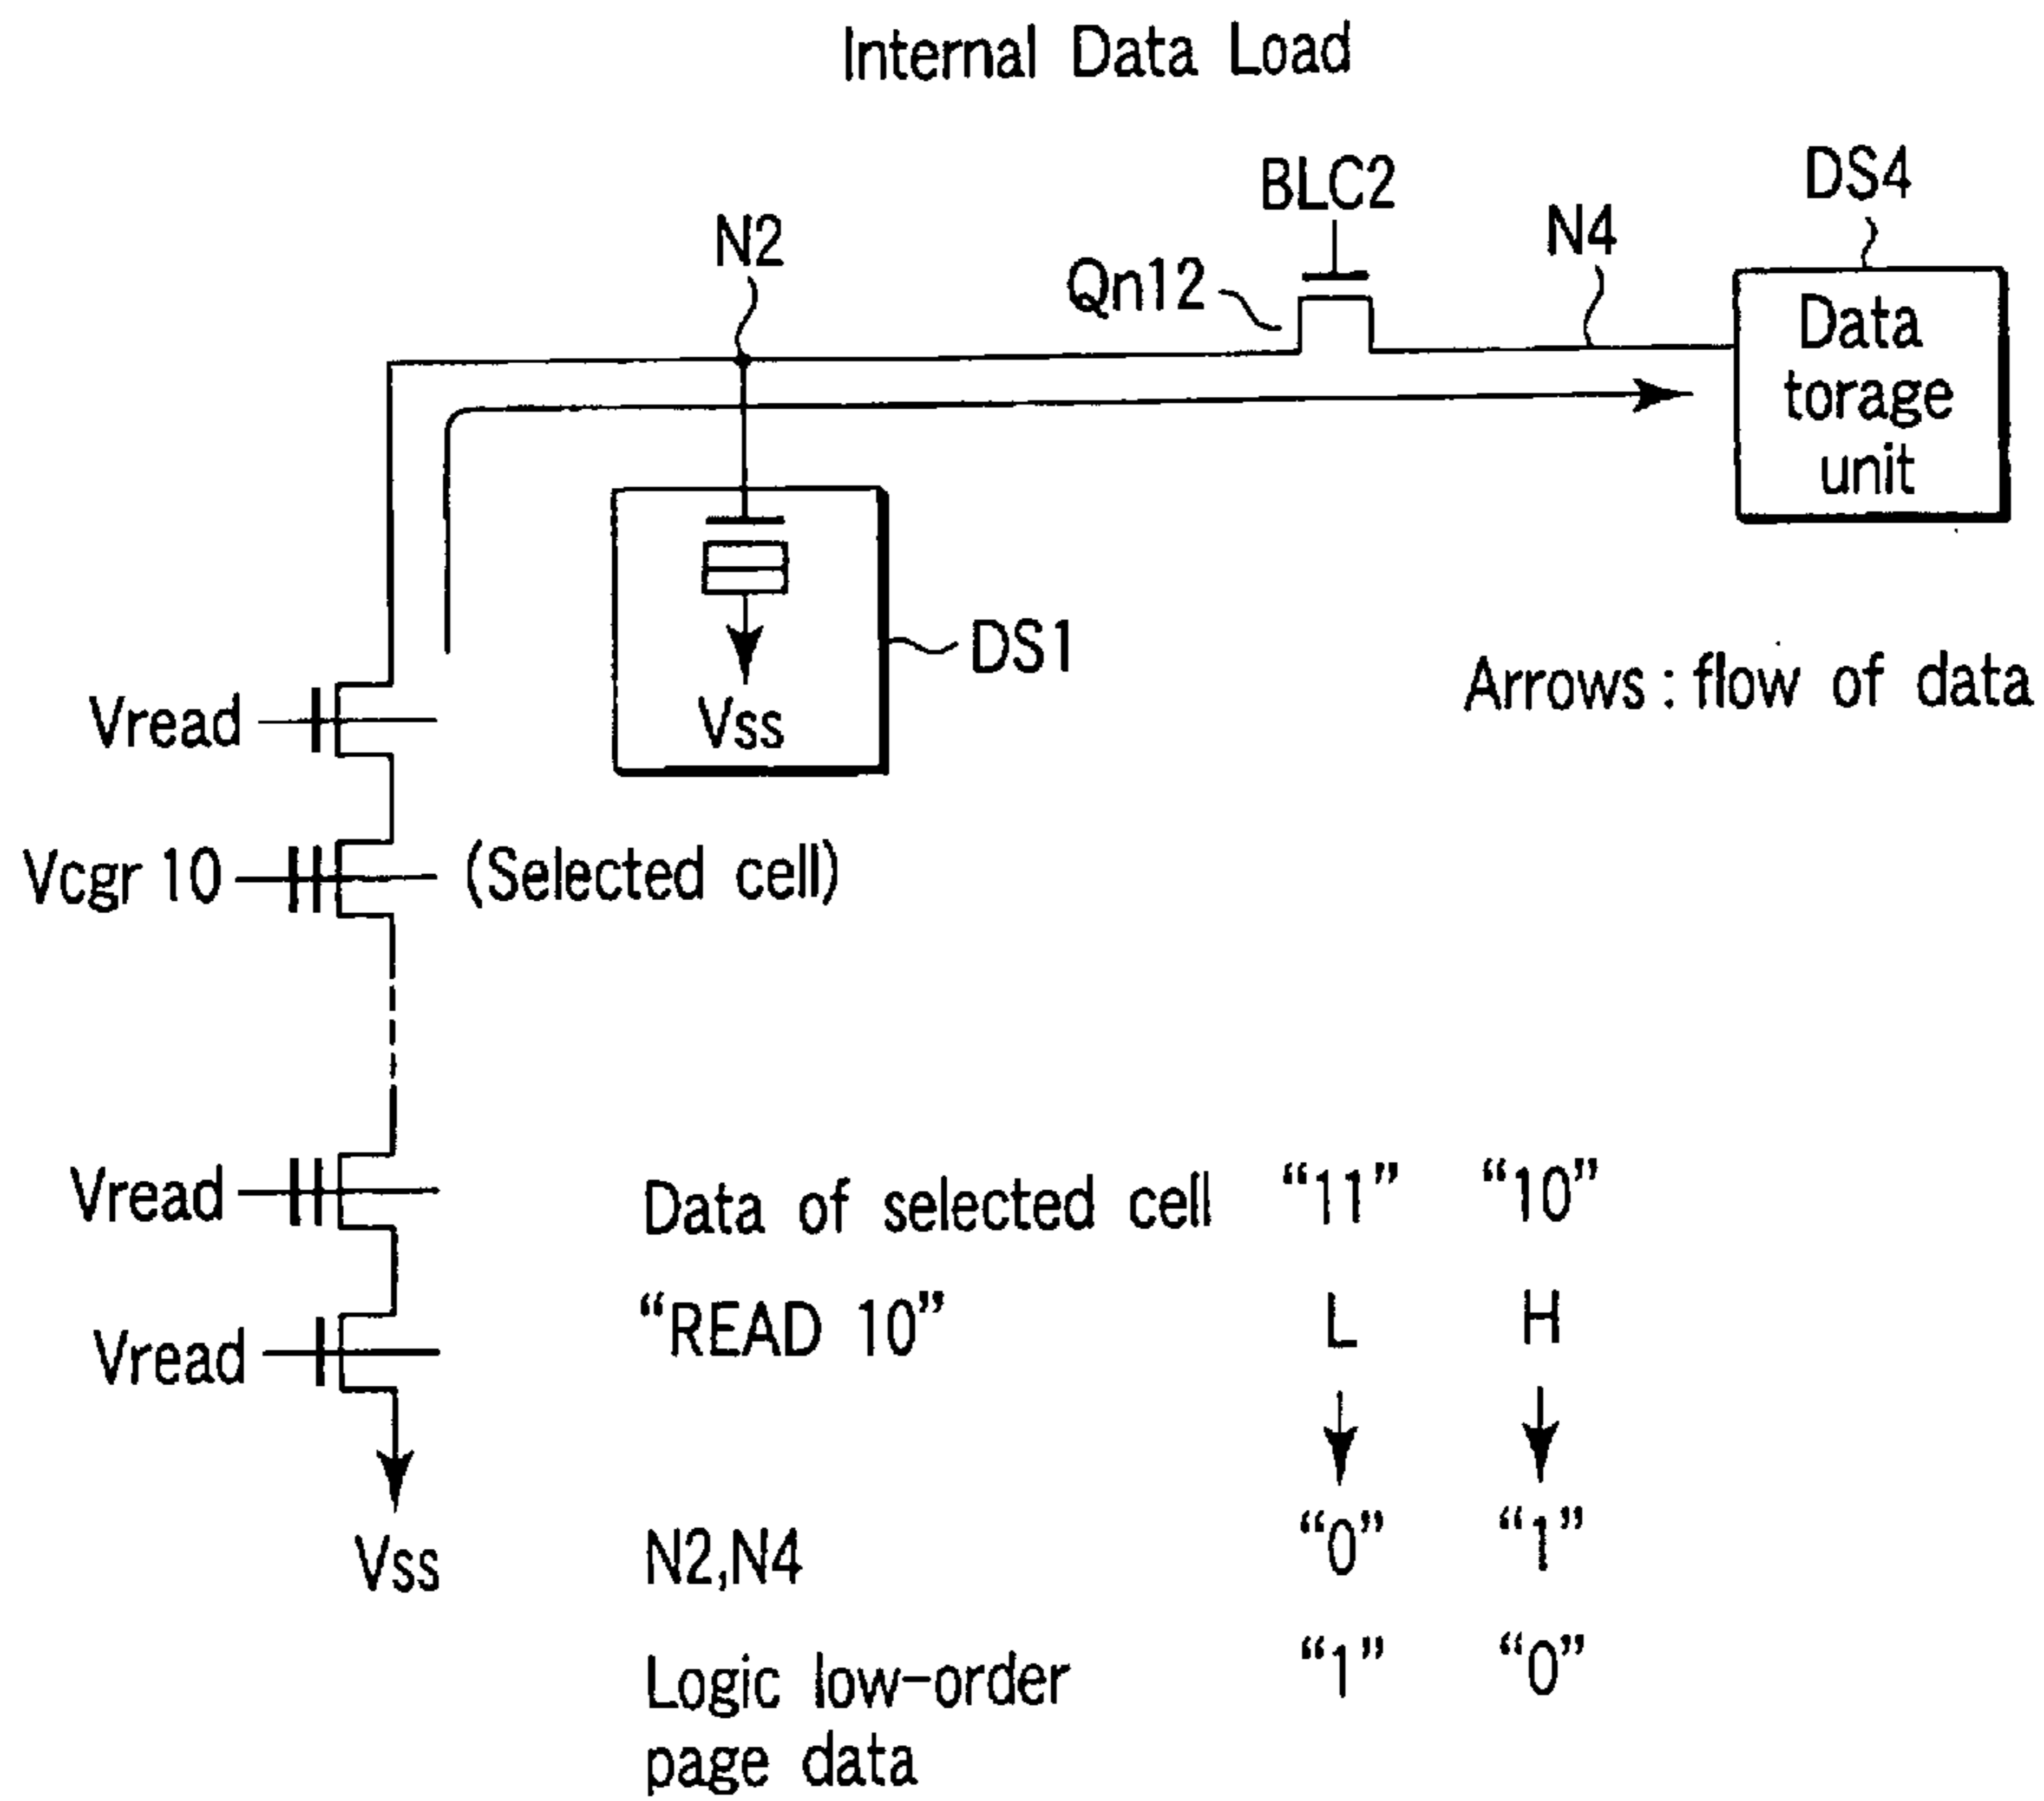 Internal Data Load
BLC2
DS4
N2
Qn12
N4
Data
torage
unit
DS1
Vss
Arrows : flow of data
Vread
Vcgr 10
(Selected cell)
Vread
Data of selected cell “11” “10”
“READ 10” L H
Vread
Vss
N2,N4 “0” “1”
Logic low-order “1” “0”
page data